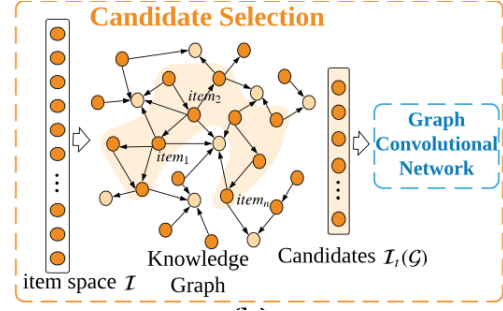 Candidate Selection
item₂
item₁
itemₙ
Graph
Convolutional
Network
Knowledge
Graph
Candidates 𝓘ₜ(𝓖)
item space 𝓘